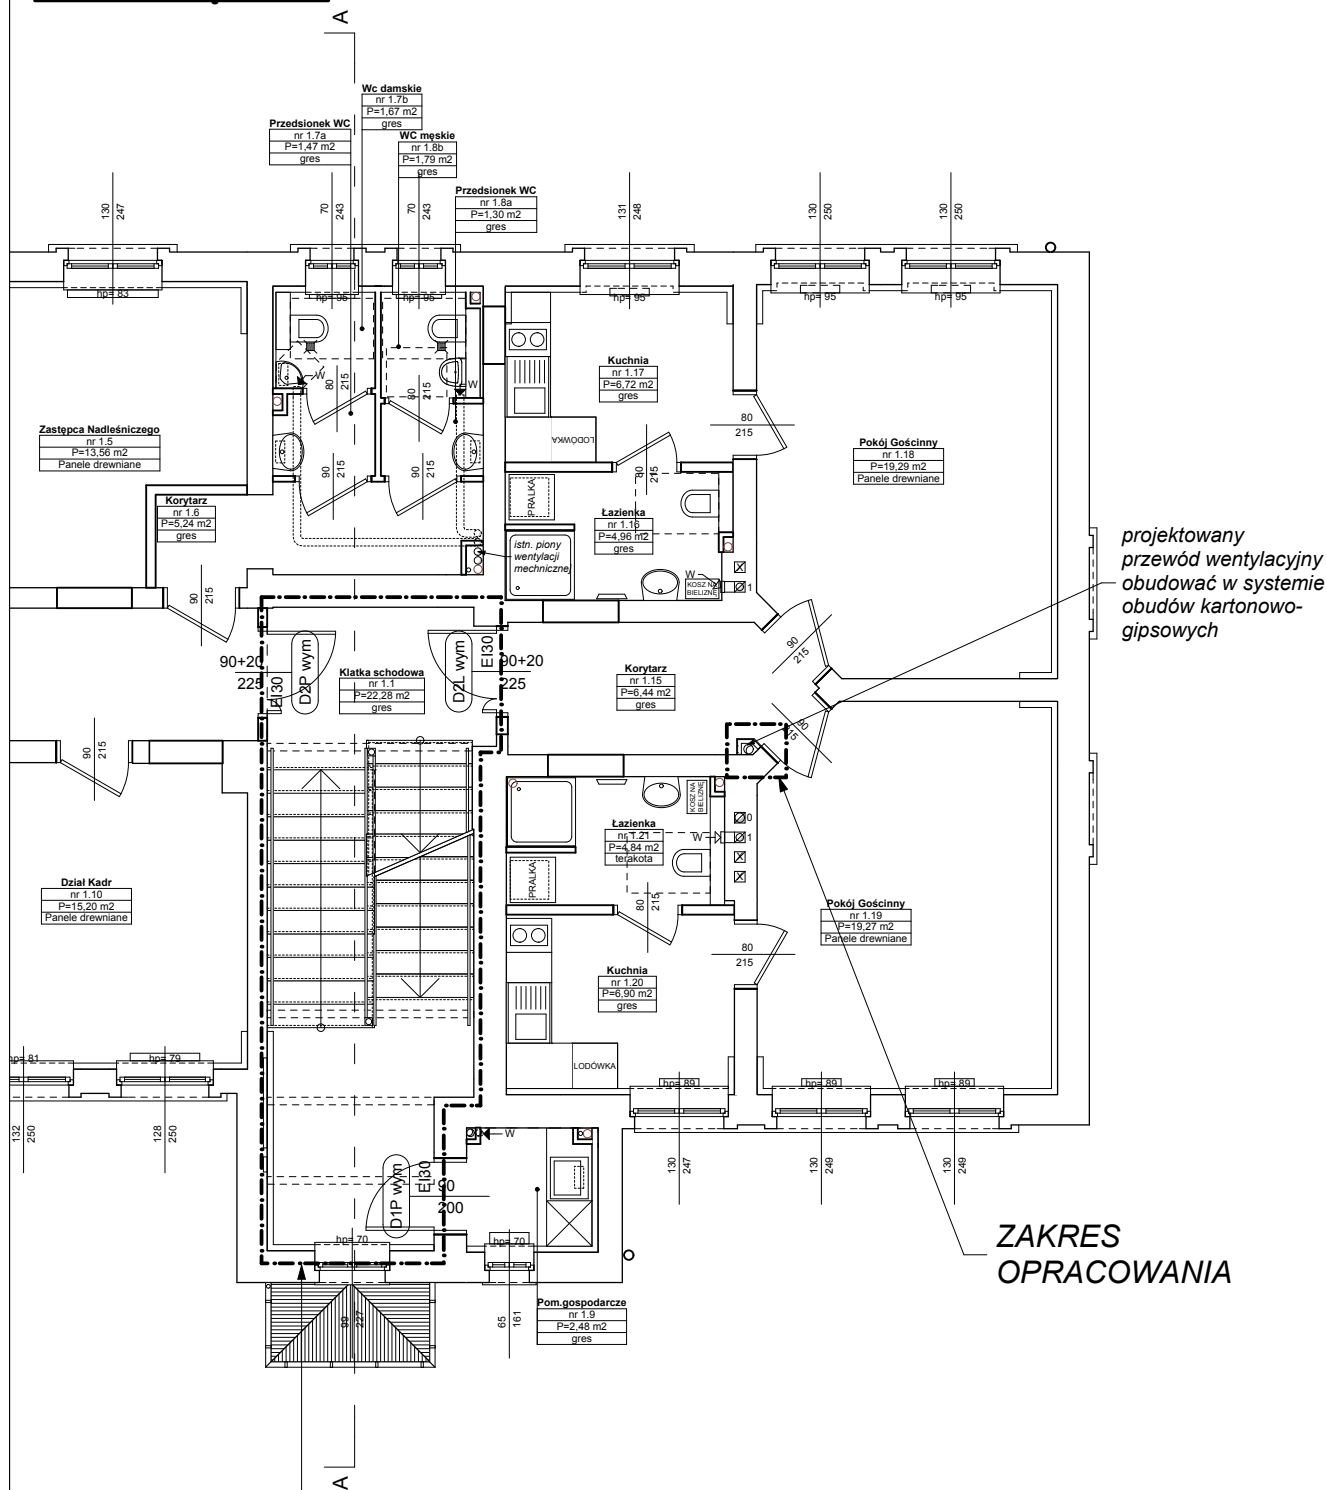 A
Wc damskie
nr 1.7b
P=1,67 m2
gres
Przedsionek WC
nr 1.7a
P=1,47 m2
gres
WC męskie
nr 1.8b
P=1,79 m2
gres
Przedsionek WC
nr 1.8a
P=1,30 m2
gres
130
247
70
243
70
243
131
248
130
250
130
250
hp= 83
hp= 95
hp= 95
hp= 95
hp= 95
hp= 95
W
80
215
80
215
W
Kuchnia
nr 1.17
P=6,72 m2
gres
LODÓWKA
80
215
Zastępca Nadleśniczego
nr 1.5
P=13,56 m2
Panele drewniane
Pokój Gościnny
nr 1.18
P=19,29 m2
Panele drewniane
90
215
90
215
80
215
PRALKA
Korytarz
nr 1.6
P=5,24 m2
gres
Łazienka
nr 1.16
P=4,96 m2
gres
istn. piony
wentylacji
mechnicznej
W
KOSZ NA
BIELIZNĘ
1
projektowany
przewód wentylacyjny
obudować w systemie
obudów kartonowo-
gipsowych
90
215
90
215
90+20
225
EI30
D2P wym
Klatka schodowa
nr 1.1
P=22,28 m2
gres
D2L wym
EI30
90+20
225
Korytarz
nr 1.15
P=6,44 m2
gres
90
215
90
215
KOSZ NA
BIELIZNĘ
0
Łazienka
nr 1.21
P=4,84 m2
terakota
W
1
PRALKA
80
215
Dział Kadr
nr 1.10
P=15,20 m2
Panele drewniane
Pokój Gościnny
nr 1.19
P=19,27 m2
Panele drewniane
80
215
Kuchnia
nr 1.20
P=6,90 m2
gres
LODÓWKA
hp= 81
hp= 79
hp= 89
hp= 89
hp= 89
132
250
128
250
W
130
247
130
249
130
249
D1P wym
EI30
90
200
hp= 70
hp= 70
ZAKRES
OPRACOWANIA
99
227
65
161
Pom.gospodarcze
nr 1.9
P=2,48 m2
gres
A